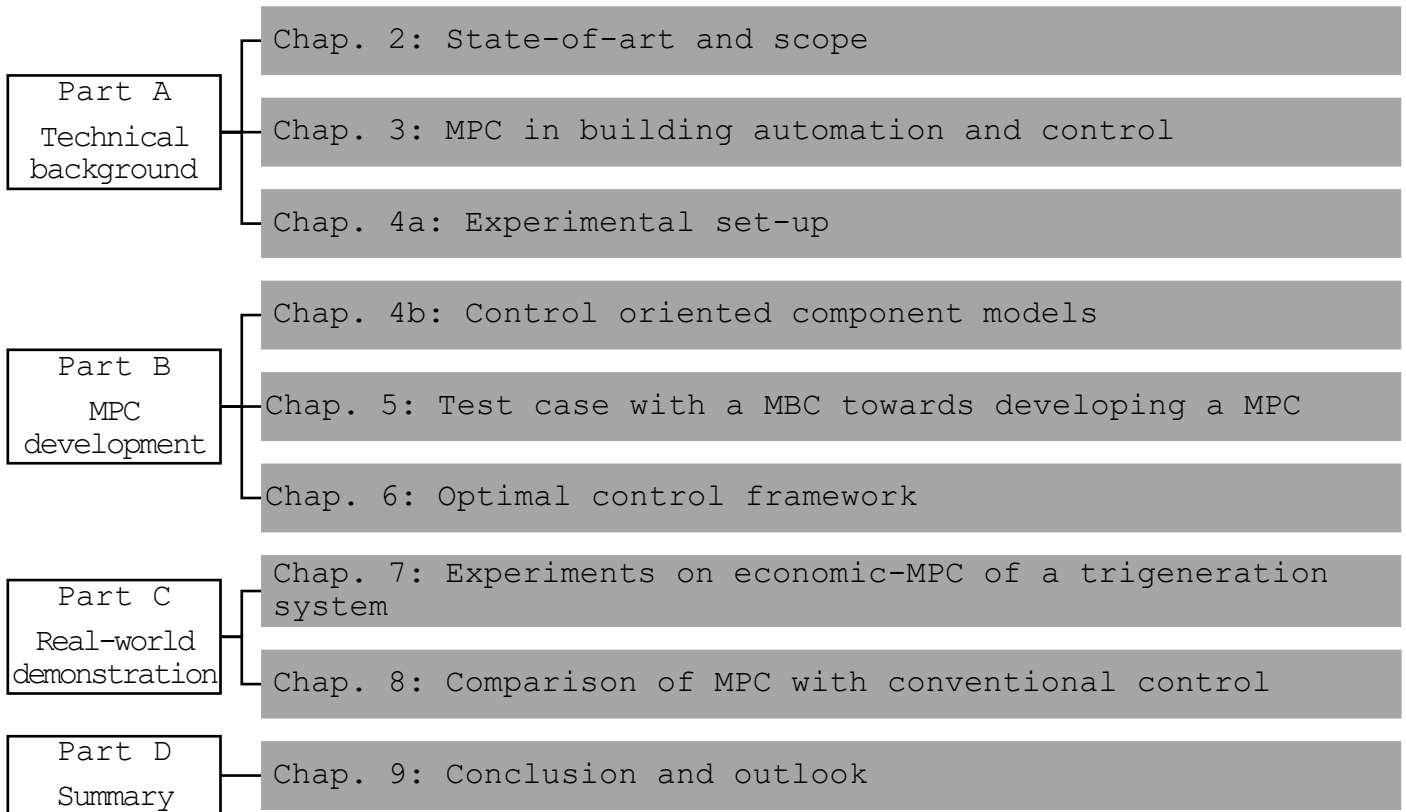 Part A
Technical
background
Chap. 2: State-of-art and scope
Chap. 3: MPC in building automation and control
Chap. 4a: Experimental set-up
Part B
MPC
development
Chap. 4b: Control oriented component models
Chap. 5: Test case with a MBC towards developing a MPC
Chap. 6: Optimal control framework
Part C
Real-world
demonstration
Chap. 7: Experiments on economic-MPC of a trigeneration
system
Chap. 8: Comparison of MPC with conventional control
Part D
Summary
Chap. 9: Conclusion and outlook